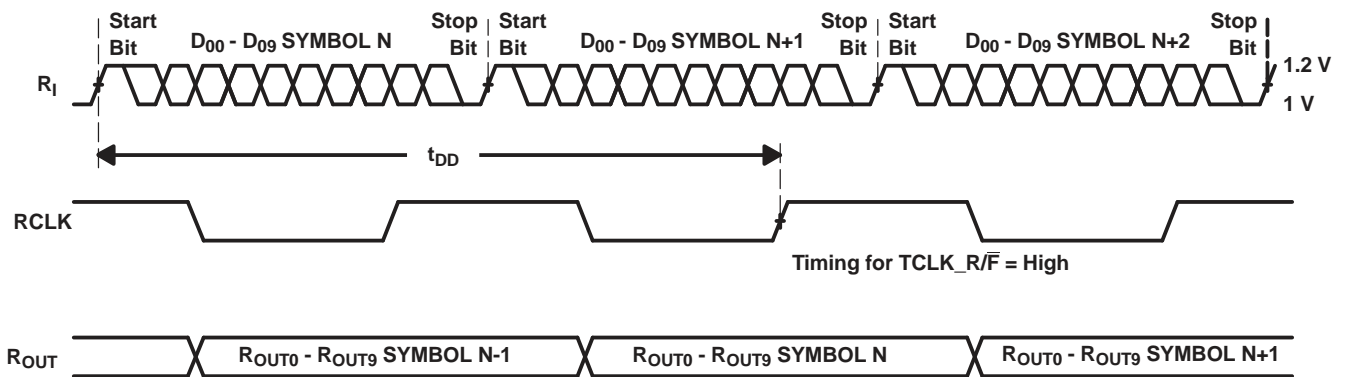 Start Bit
D00 - D09 SYMBOL N
Stop Bit
Start Bit
D00 - D09 SYMBOL N+1
Stop Bit
Start Bit
D00 - D09 SYMBOL N+2
Stop Bit
RI
1.2 V
1 V
tDD
RCLK
Timing for TCLK_R/F̅ = High
ROUT
ROUT0 - ROUT9 SYMBOL N-1
ROUT0 - ROUT9 SYMBOL N
ROUT0 - ROUT9 SYMBOL N+1